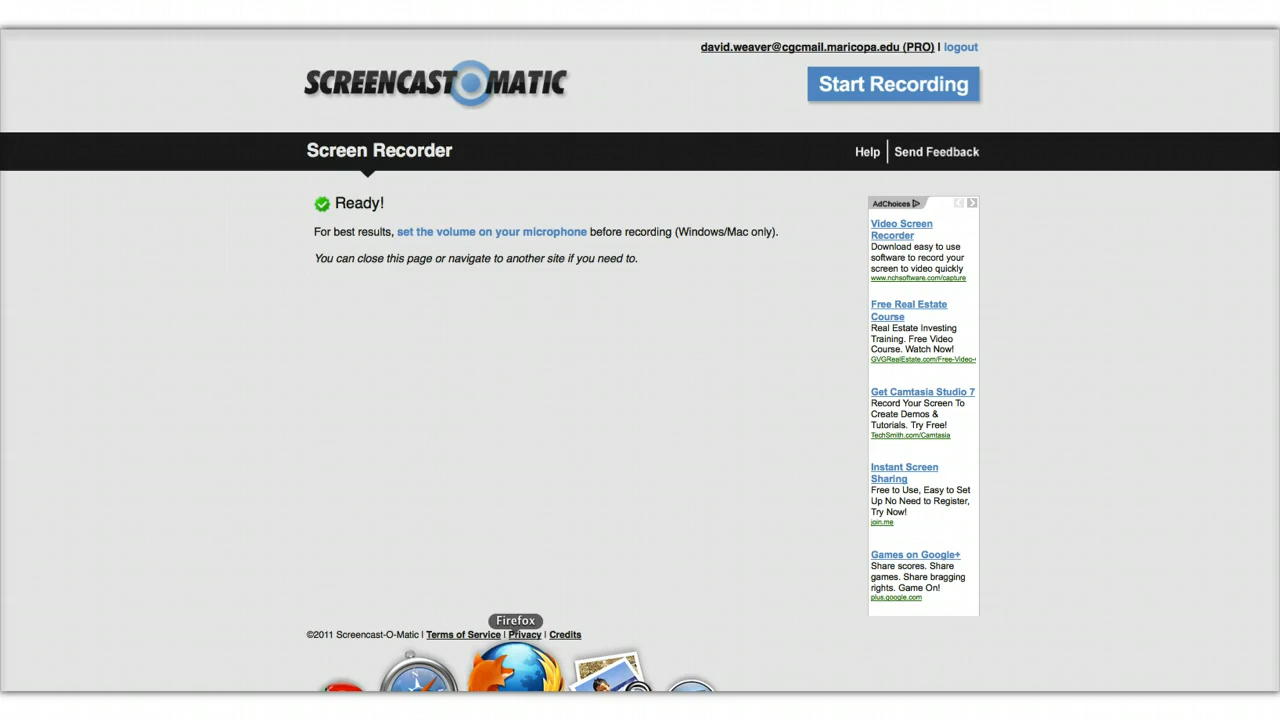 david.weaver@cgcmail.maricopa.edu (PRO) | logout
SCREENCAST O MATIC
Start Recording
Screen Recorder
Help | Send Feedback
Ready!
For best results, set the volume on your microphone before recording (Windows/Mac only).
You can close this page or navigate to another site if you need to.
AdChoices
Video Screen
Recorder
Download easy to use
software to record your
screen to video quickly
www.nchsoftware.com/capture
Free Real Estate
Course
Real Estate Investing
Training. Free Video
Course. Watch Now!
GVGRealEstate.com/Free-Video-
Get Camtasia Studio 7
Record Your Screen To
Create Demos &
Tutorials. Try Free!
TechSmith.com/Camtasia
Instant Screen
Sharing
Free to Use, Easy to Set
Up No Need to Register,
Try Now!
join.me
Games on Google+
Share scores. Share
games. Share bragging
rights. Game On!
plus.google.com
Firefox
©2011 Screencast-O-Matic | Terms of Service | Privacy | Credits